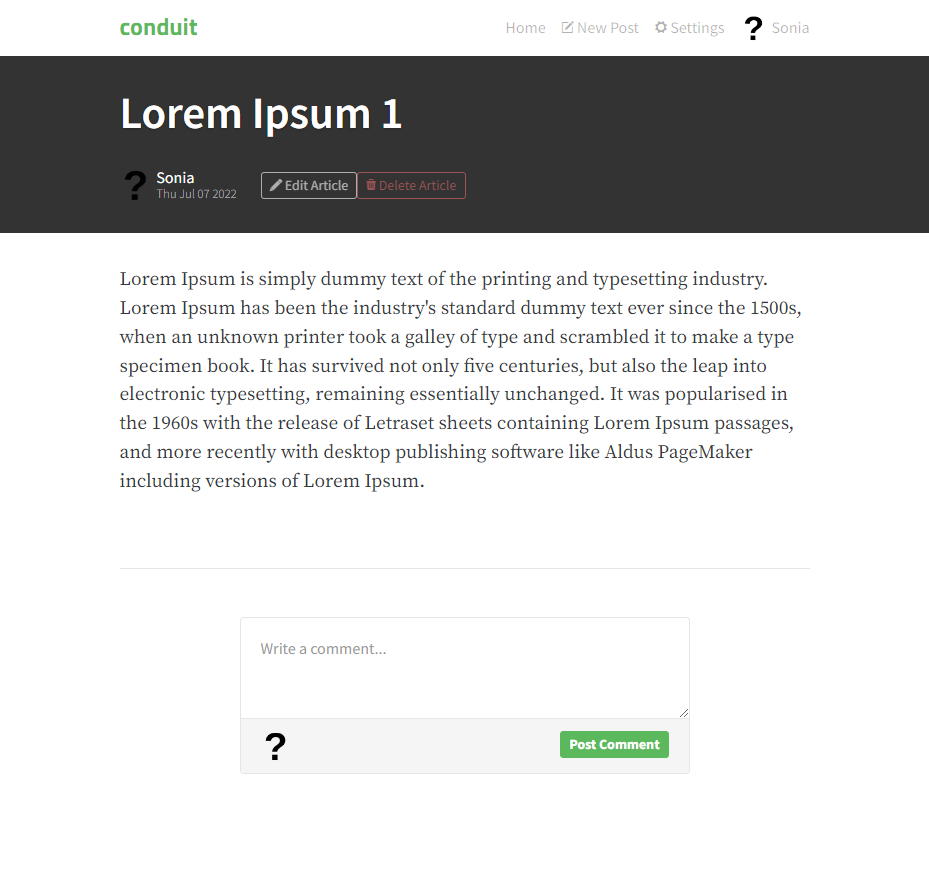 conduit
Home New Post Settings ? Sonia
Lorem Ipsum 1
? Sonia
Thu Jul 07 2022
Edit Article Delete Article
Lorem Ipsum is simply dummy text of the printing and typesetting industry.
Lorem Ipsum has been the industry's standard dummy text ever since the 1500s,
when an unknown printer took a galley of type and scrambled it to make a type
specimen book. It has survived not only five centuries, but also the leap into
electronic typesetting, remaining essentially unchanged. It was popularised in
the 1960s with the release of Letraset sheets containing Lorem Ipsum passages,
and more recently with desktop publishing software like Aldus PageMaker
including versions of Lorem Ipsum.
Write a comment...
? Post Comment